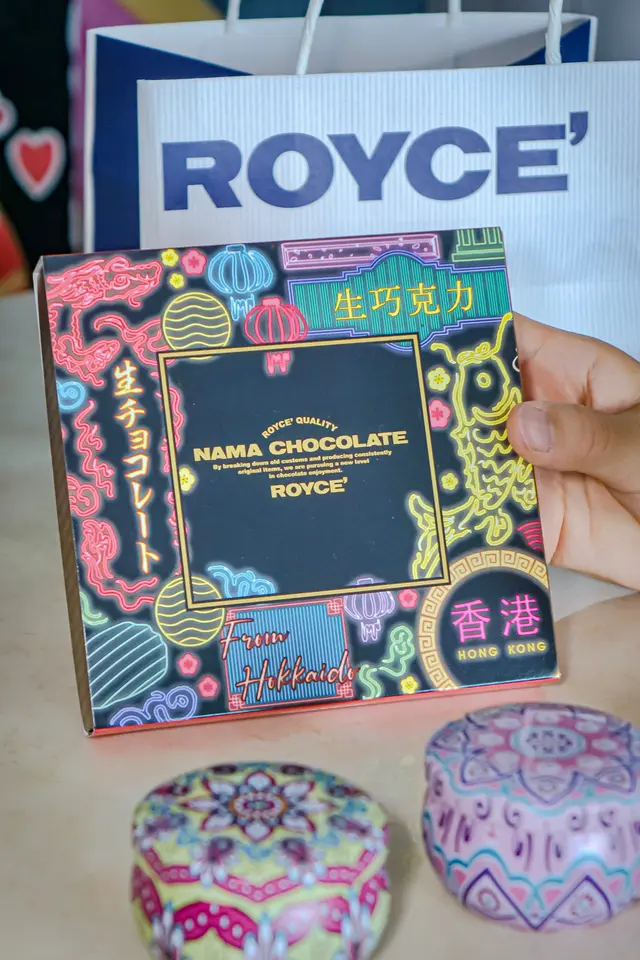 ROYCE'
生巧克力
生チョコレート
ROYCE' QUALITY
NAMA CHOCOLATE
By breaking down old customs and producing consistently
original items, we are pursuing a new level
in chocolate enjoyment.
ROYCE'
From
Hokkaido
香港
HONG KONG